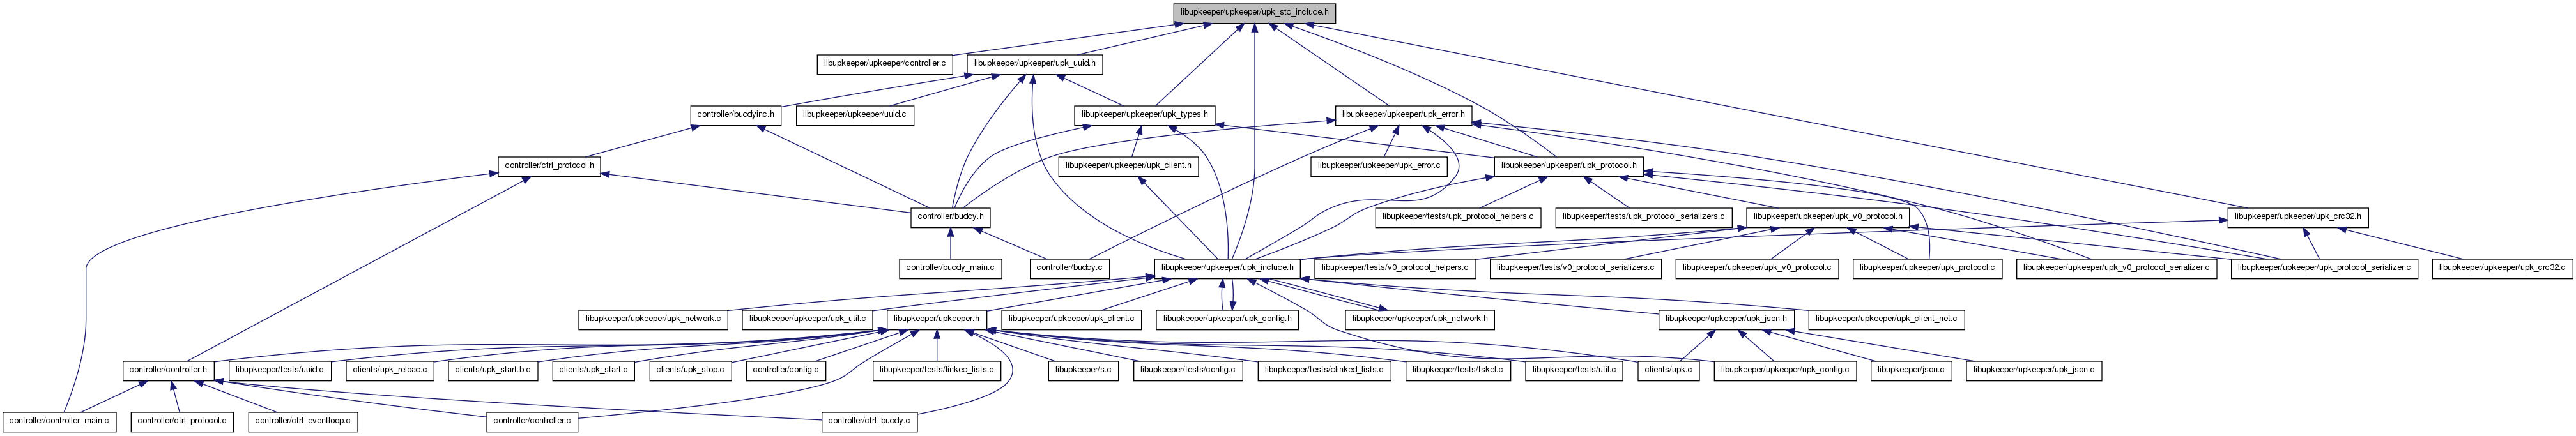 libupkeeper/upkeeper/upk_std_include.h
libupkeeper/upkeeper/controller.c
libupkeeper/upkeeper/upk_uuid.h
controller/buddyinc.h
libupkeeper/upkeeper/uuid.c
libupkeeper/upkeeper/upk_types.h
libupkeeper/upkeeper/upk_error.h
controller/ctrl_protocol.h
libupkeeper/upkeeper/upk_client.h
libupkeeper/upkeeper/upk_error.c
libupkeeper/upkeeper/upk_protocol.h
controller/buddy.h
libupkeeper/tests/upk_protocol_helpers.c
libupkeeper/tests/upk_protocol_serializers.c
libupkeeper/upkeeper/upk_v0_protocol.h
libupkeeper/upkeeper/upk_crc32.h
controller/buddy_main.c
controller/buddy.c
libupkeeper/upkeeper/upk_include.h
libupkeeper/tests/v0_protocol_helpers.c
libupkeeper/tests/v0_protocol_serializers.c
libupkeeper/upkeeper/upk_v0_protocol.c
libupkeeper/upkeeper/upk_protocol.c
libupkeeper/upkeeper/upk_v0_protocol_serializer.c
libupkeeper/upkeeper/upk_protocol_serializer.c
libupkeeper/upkeeper/upk_crc32.c
libupkeeper/upkeeper/upk_network.c
libupkeeper/upkeeper/upk_util.c
libupkeeper/upkeeper.h
libupkeeper/upkeeper/upk_client.c
libupkeeper/upkeeper/upk_config.h
libupkeeper/upkeeper/upk_network.h
libupkeeper/upkeeper/upk_json.h
libupkeeper/upkeeper/upk_client_net.c
controller/controller.h
libupkeeper/tests/uuid.c
clients/upk_reload.c
clients/upk_start.b.c
clients/upk_start.c
clients/upk_stop.c
controller/config.c
libupkeeper/tests/linked_lists.c
libupkeeper/s.c
libupkeeper/tests/config.c
libupkeeper/tests/dlinked_lists.c
libupkeeper/tests/tskel.c
libupkeeper/tests/util.c
clients/upk.c
libupkeeper/upkeeper/upk_config.c
libupkeeper/json.c
libupkeeper/upkeeper/upk_json.c
controller/controller_main.c
controller/ctrl_protocol.c
controller/ctrl_eventloop.c
controller/controller.c
controller/ctrl_buddy.c